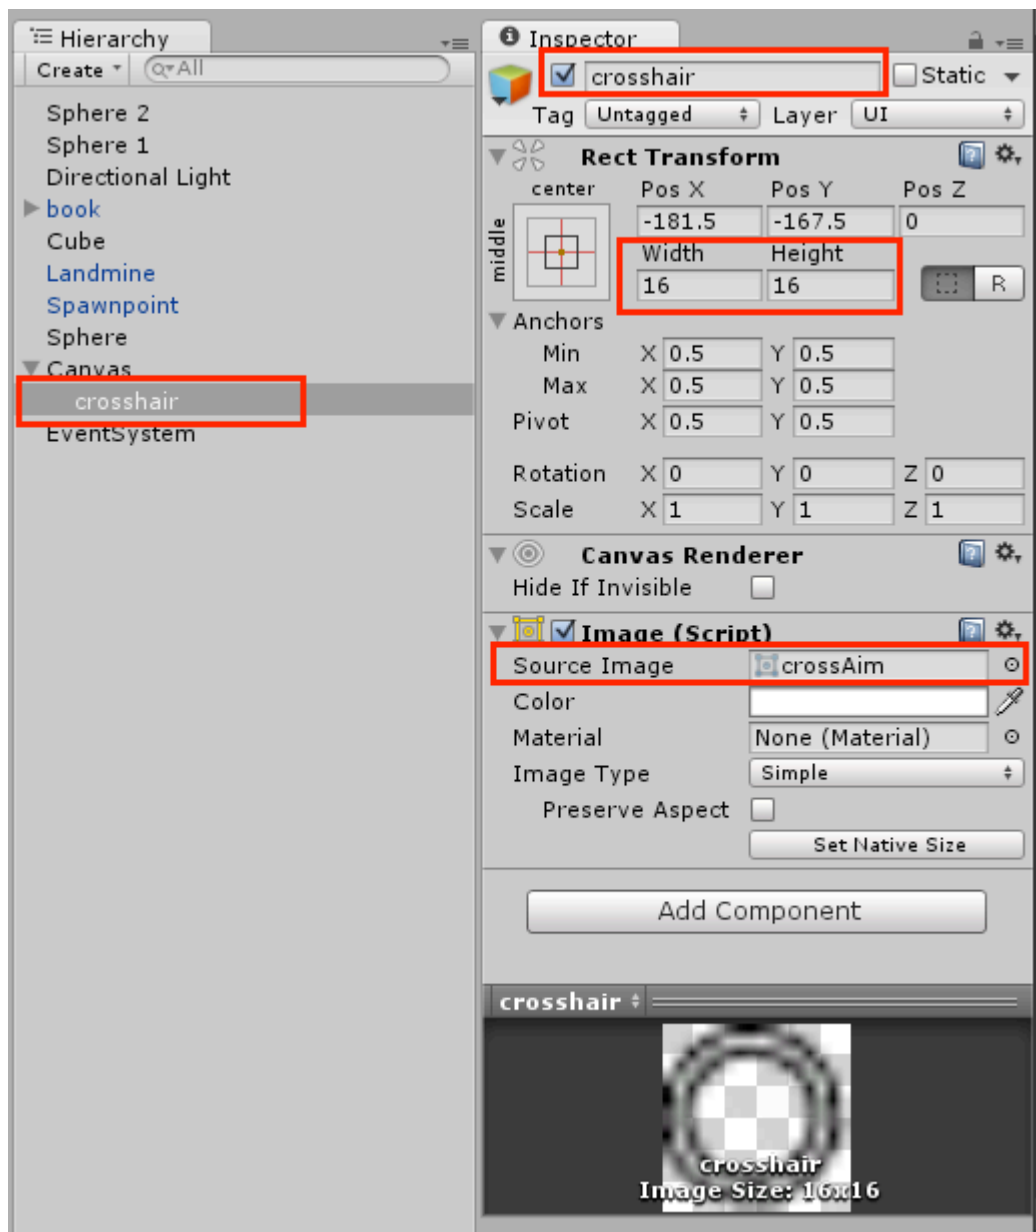 Hierarchy
Create All
Sphere 2
Sphere 1
Directional Light
book
Cube
Landmine
Spawnpoint
Sphere
Canvas
crosshair
EventSystem
Inspector
crosshair Static
Tag Untagged Layer UI
Rect Transform
center Pos X Pos Y Pos Z
middle
-181.5 -167.5 0
Width Height
16 16 R
Anchors
Min X 0.5 Y 0.5
Max X 0.5 Y 0.5
Pivot X 0.5 Y 0.5
Rotation X 0 Y 0 Z 0
Scale X 1 Y 1 Z 1
Canvas Renderer
Hide If Invisible
Image (Script)
Source Image crossAim
Color
Material None (Material)
Image Type Simple
Preserve Aspect
Set Native Size
Add Component
crosshair
crosshair
Image Size: 16x16